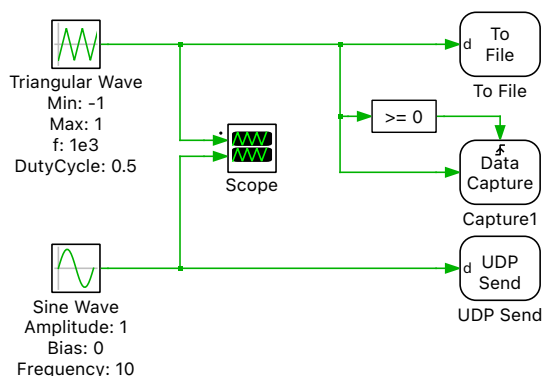 d
To
File
To File
Triangular Wave
Min: -1
Max: 1
f: 1e3
DutyCycle: 0.5
>= 0
Scope
Data
Capture
Capture1
Sine Wave
Amplitude: 1
Bias: 0
Frequency: 10
d
UDP
Send
UDP Send